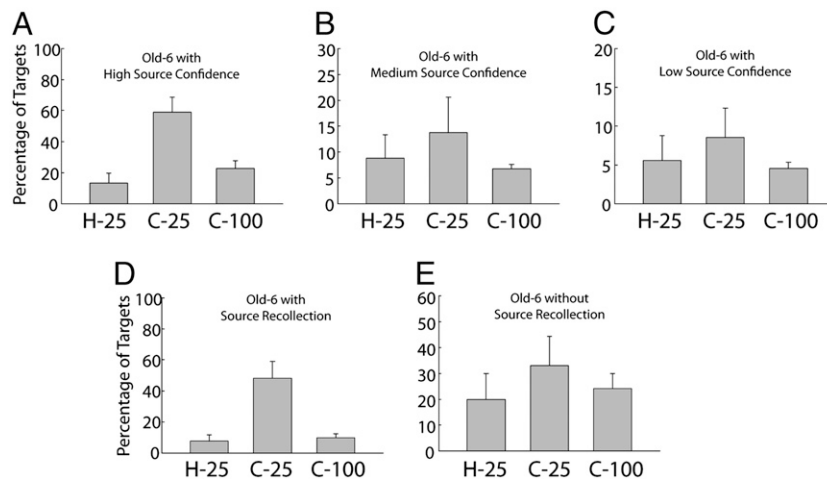 A
Percentage of Targets
100
80
60
40
20
0
Old-6 with
High Source Confidence
H-25 C-25 C-100
B
30
25
20
15
10
5
0
Old-6 with
Medium Source Confidence
H-25 C-25 C-100
C
20
15
10
5
0
Old-6 with
Low Source Confidence
H-25 C-25 C-100
D
Percentage of Targets
100
80
60
40
20
0
Old-6 with
Source Recollection
H-25 C-25 C-100
E
60
50
40
30
20
10
0
Old-6 without
Source Recollection
H-25 C-25 C-100